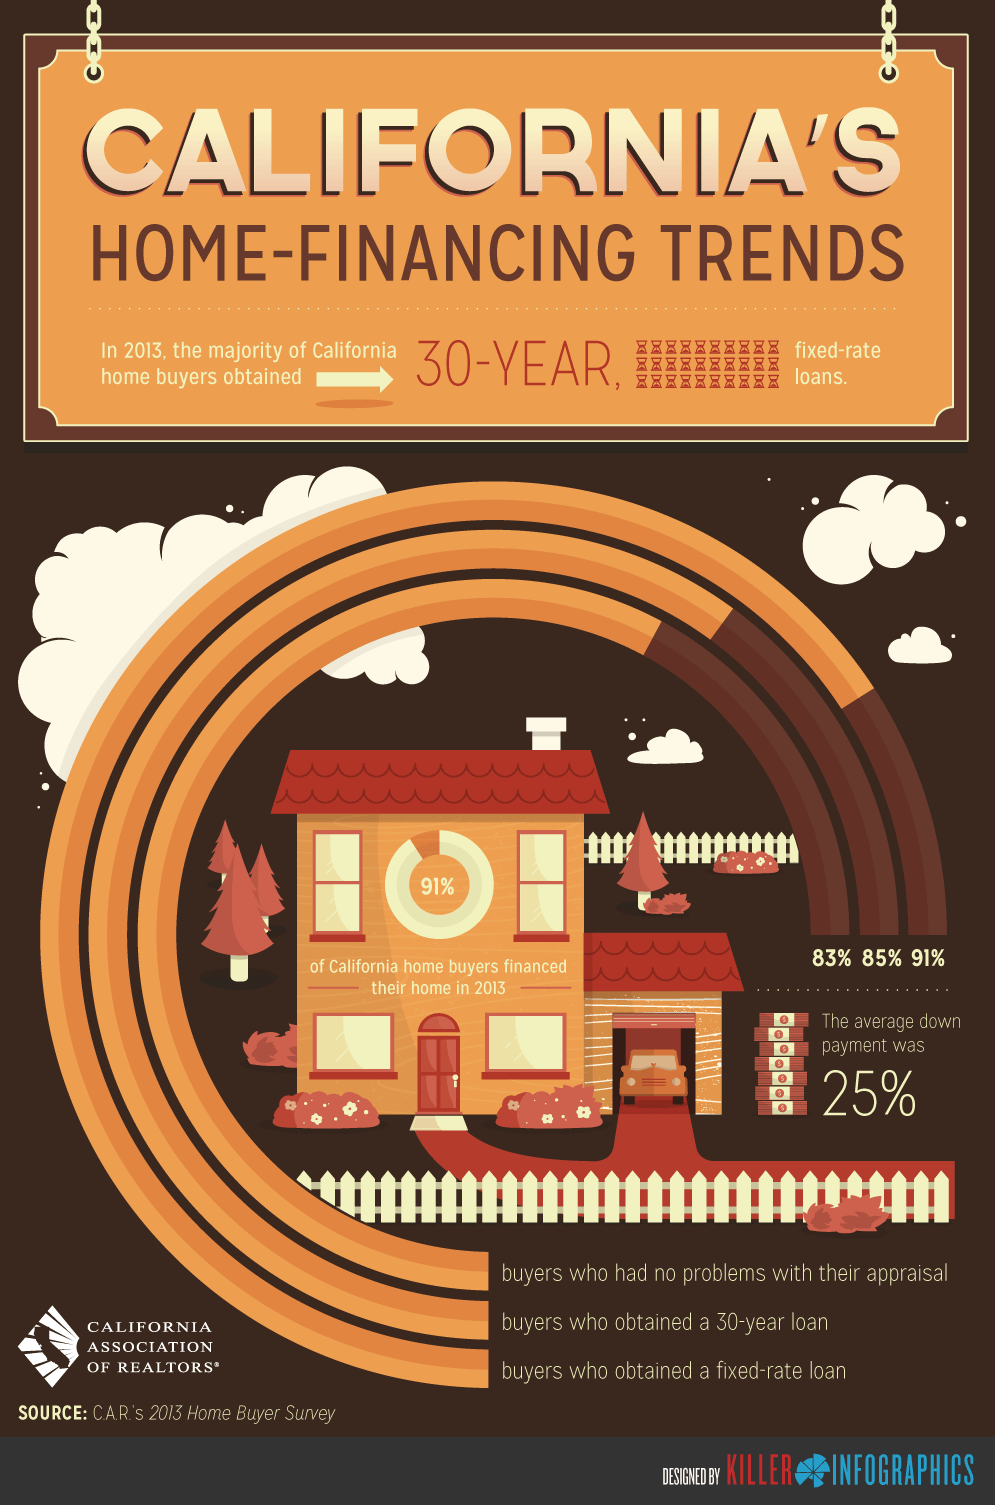 CALIFORNIA'S
HOME-FINANCING TRENDS
In 2013, the majority of California
home buyers obtained
30-YEAR,
fixed-rate
loans.
91%
of California home buyers financed
their home in 2013
83% 85% 91%
The average down
payment was
25%
buyers who had no problems with their appraisal
buyers who obtained a 30-year loan
buyers who obtained a fixed-rate loan
CALIFORNIA
ASSOCIATION
OF REALTORS®
SOURCE: C.A.R.'s 2013 Home Buyer Survey
DESIGNED BY KILLER INFOGRAPHICS